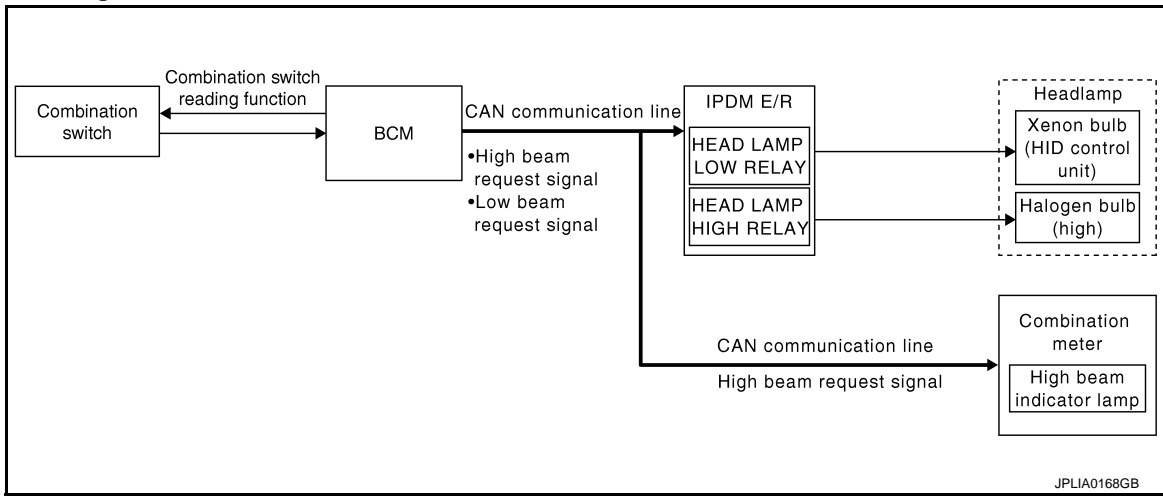 Combination switch
reading function
Combination
switch
BCM
CAN communication line
•High beam
request signal
•Low beam
request signal
IPDM E/R
HEAD LAMP
LOW RELAY
HEAD LAMP
HIGH RELAY
Headlamp
Xenon bulb
(HID control
unit)
Halogen bulb
(high)
CAN communication line
High beam request signal
Combination
meter
High beam
indicator lamp
JPLIA0168GB